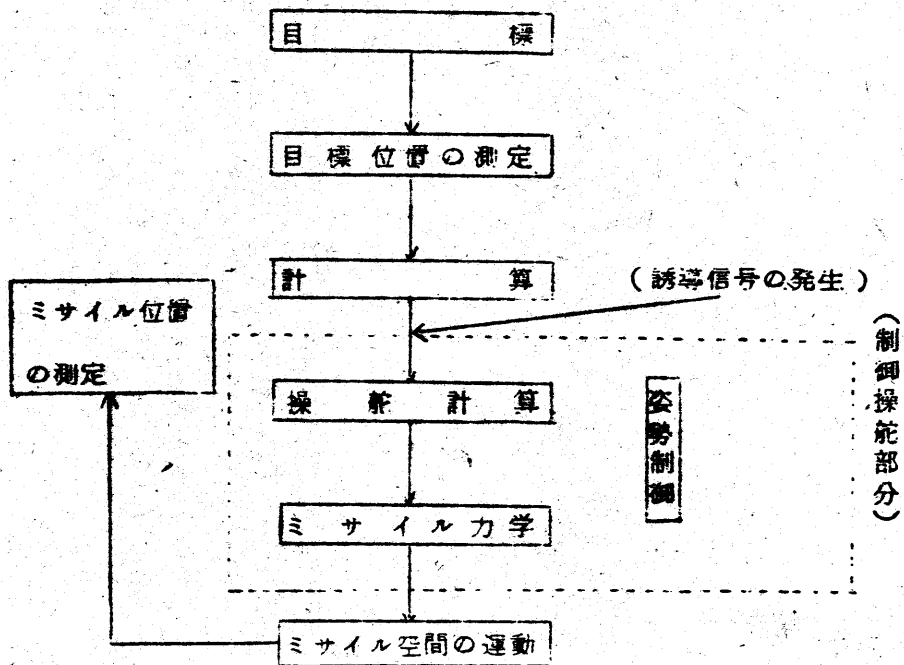 目標
目標位置の測定
計算
(誘導信号の発生)
ミサイル位置
の測定
操舵計算
姿勢制御
(制御操舵部分)
ミサイル力学
ミサイル空間の運動